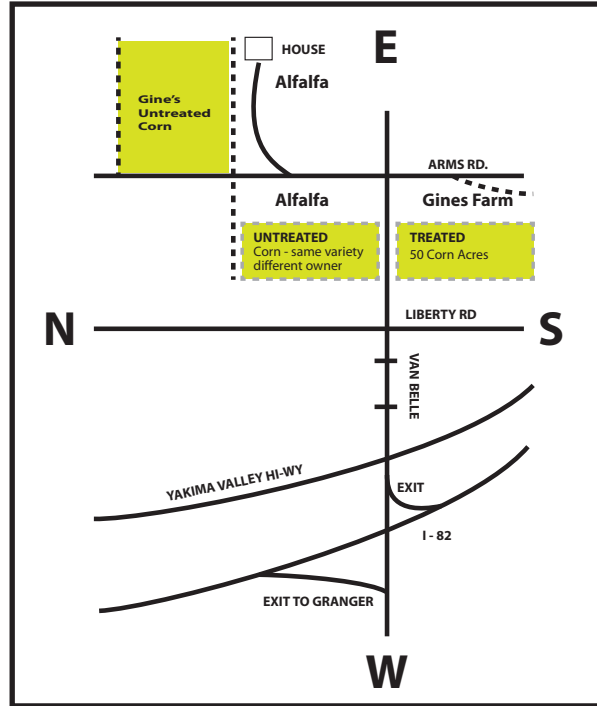 HOUSE
E
Alfalfa
Gine's
Untreated
Corn
ARMS RD.
Alfalfa
Gines Farm
UNTREATED
Corn - same variety
different owner
TREATED
50 Corn Acres
N
LIBERTY RD
S
VAN BELLE
YAKIMA VALLEY HI-WY
EXIT
I - 82
EXIT TO GRANGER
W